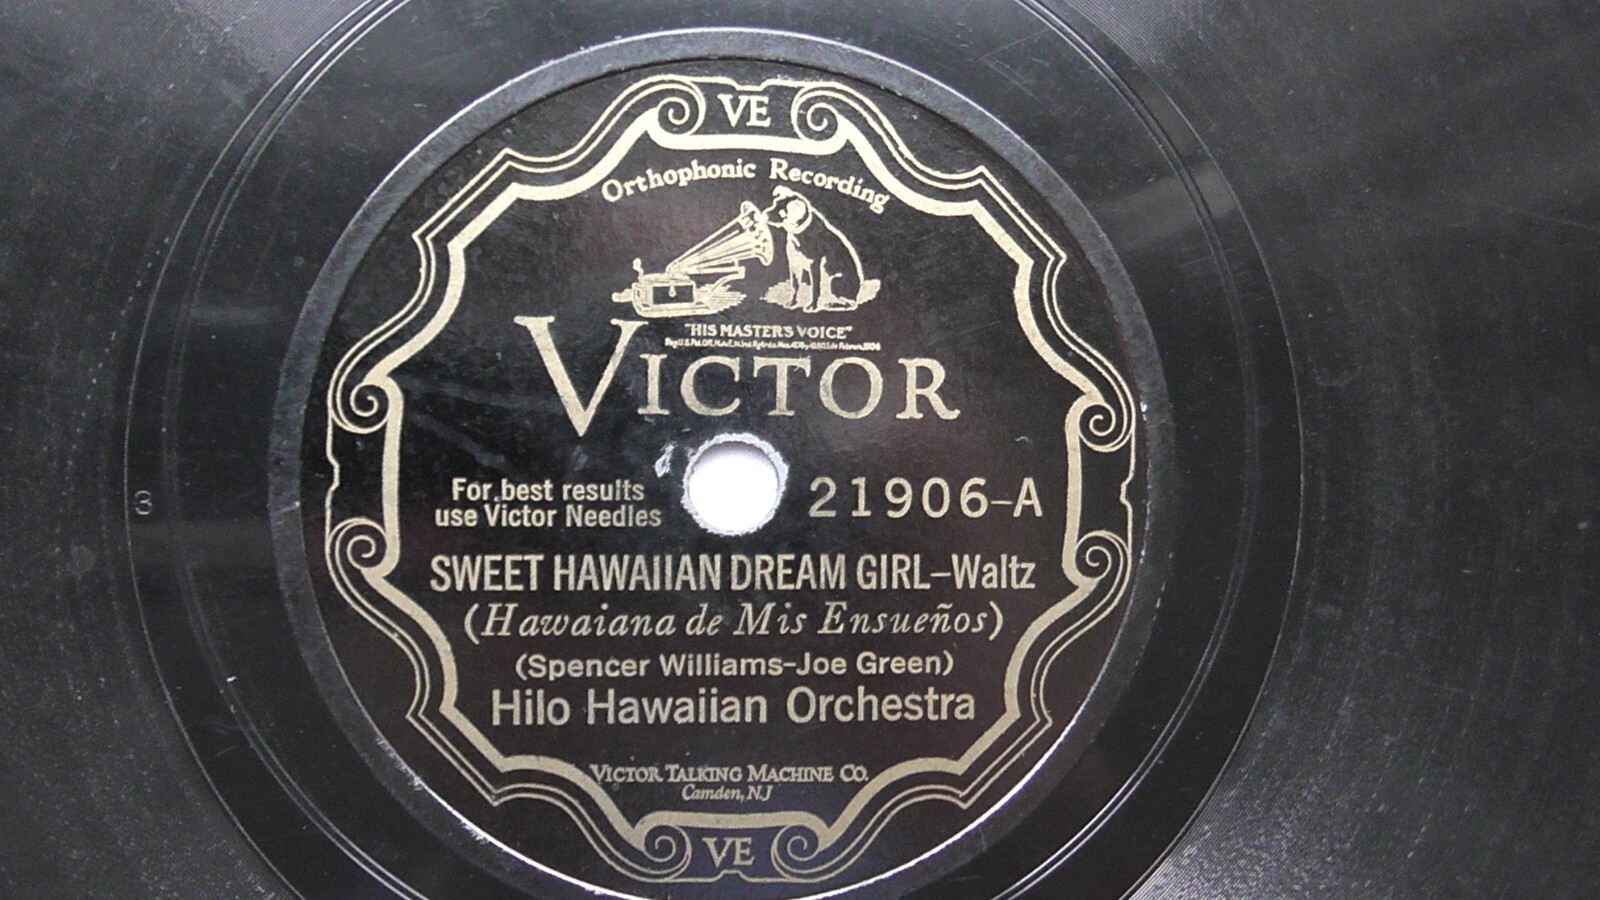 VE
Orthophonic Recording
"HIS MASTER'S VOICE"
VICTOR
For best results
use Victor Needles
21906-A
3
SWEET HAWAIIAN DREAM GIRL-Waltz
(Hawaiana de Mis Ensueños)
(Spencer Williams-Joe Green)
Hilo Hawaiian Orchestra
VICTOR TALKING MACHINE CO.
Camden, NJ
VE